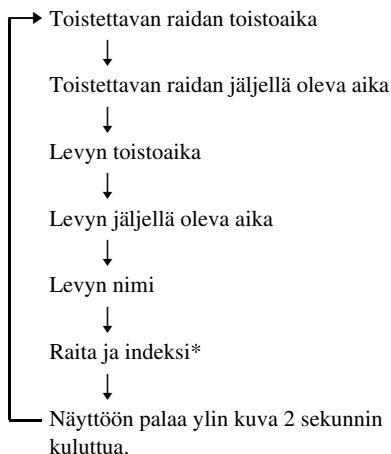 Toistettavan raidan toistoaika
Toistettavan raidan jäljellä oleva aika
Levyn toistoaika
Levyn jäljellä oleva aika
Levyn nimi
Raita ja indeksi*
Näyttöön palaa ylin kuva 2 sekunnin
kuluttua.